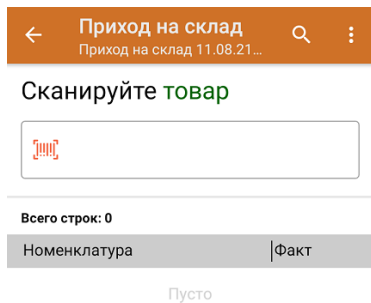 Приход на склад
Приход на склад 11.08.21...
Сканируйте товар
Всего строк: 0
Номенклатура Факт
Пусто